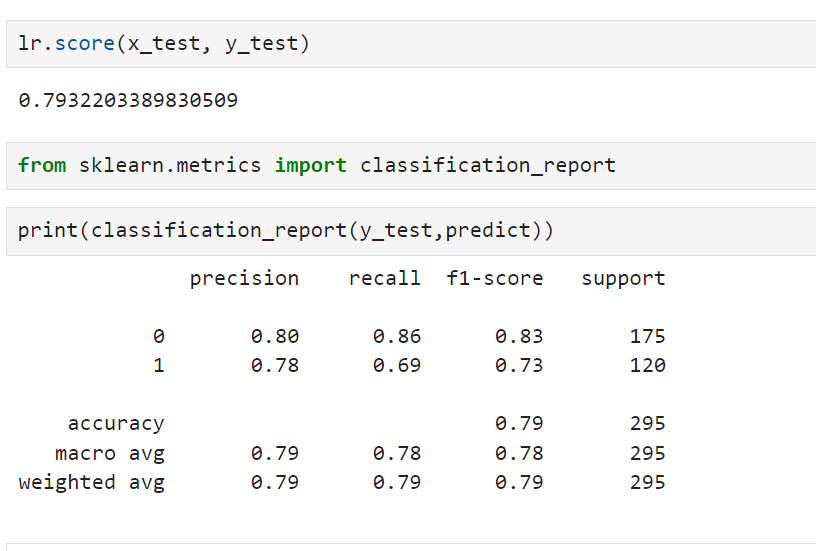 lr.score(x_test, y_test)
0.7932203389830509
from sklearn.metrics import classification_report
print(classification_report(y_test,predict))
precision recall f1-score support
0 0.80 0.86 0.83 175
1 0.78 0.69 0.73 120
accuracy 0.79 295
macro avg 0.79 0.78 0.78 295
weighted avg 0.79 0.79 0.79 295